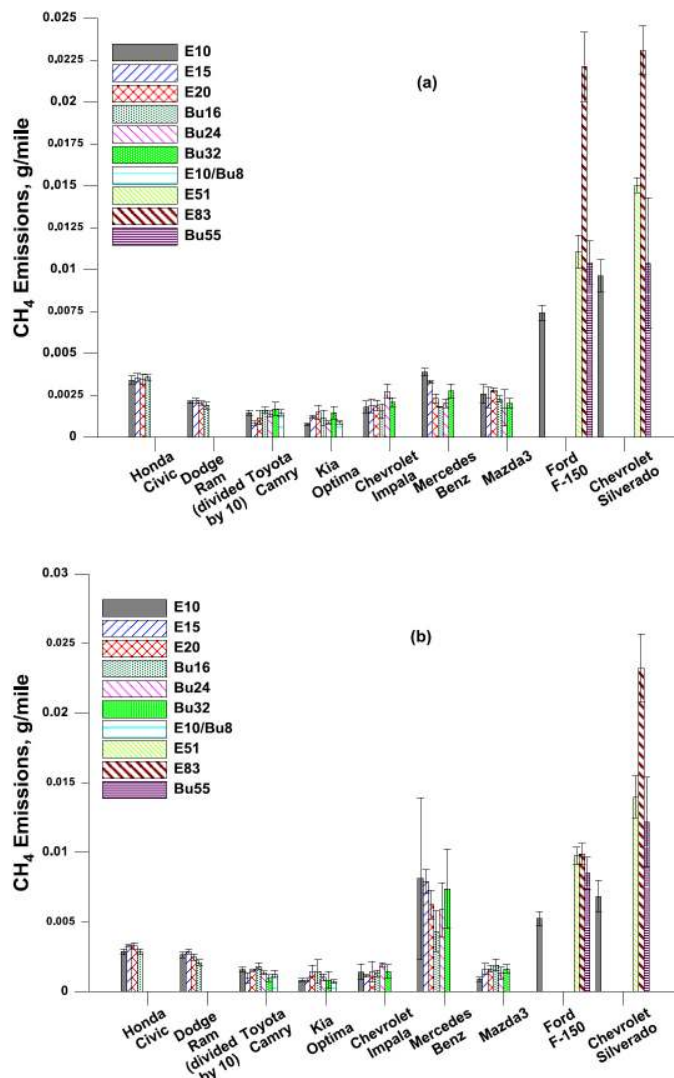 0.025
0.0225
0.02
0.0175
0.015
0.0125
0.01
0.0075
0.005
0.0025
0
CH4 Emissions, g/mile
E10
E15
E20
Bu16
Bu24
Bu32
E10/Bu8
E51
E83
Bu55
(a)
Honda
Civic
Dodge
Ram
(divided
by 10)
Toyota
Camry
Kia
Optima
Chevrolet
Impala
Mercedes
Benz
Mazda3
Ford
F-150
Chevrolet
Silverado
0.03
0.025
0.02
0.015
0.01
0.005
0
CH4 Emissions, g/mile
E10
E15
E20
Bu16
Bu24
Bu32
E10/Bu8
E51
E83
Bu55
(b)
Honda
Civic
Dodge
Ram
(divided
by 10)
Toyota
Camry
Kia
Optima
Chevrolet
Impala
Mercedes
Benz
Mazda3
Ford
F-150
Chevrolet
Silverado